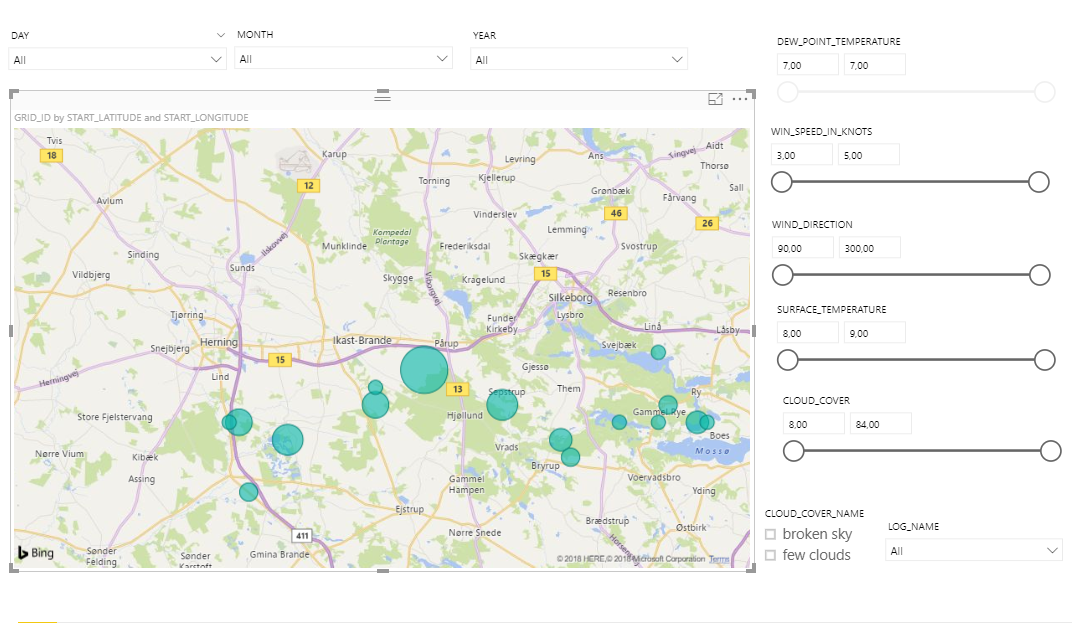 DAY
MONTH
YEAR
All
All
All
DEW_POINT_TEMPERATURE
7,00 7,00
GRID_ID by START_LATITUDE and START_LONGITUDE
WIN_SPEED_IN_KNOTS
3,00 5,00
WIND_DIRECTION
90,00 300,00
SURFACE_TEMPERATURE
8,00 9,00
CLOUD_COVER
8,00 84,00
CLOUD_COVER_NAME
broken sky
few clouds
LOG_NAME
All
Tvis
18
Karup
Levring
Ans
Tingvej
Aidt
Thorsø
12
Torning
Kjellerup
Grønbæk
Sall
Fårvang
Avlum
Vinderslev
46
26
Ilskovvej
Kompedal
Plantage
Lemming
Munklinde
Frederiksdal
Svostrup
Sinding
Skægkær
Sunds
Vildbjerg
Skygge
Viborgvej
Kragelund
15
Resenbro
Silkeborg
Tjørring
Funder
Kirkeby
Lysbro
Linå
Låsby
Herning
Ikast-Brande
Pårup
Svejbæk
Snejbjerg
15
Gjessø
Herningvej
Lind
13
Them
Ry
Sepstrup
Store Fjelstervang
Hjøllund
Gammel Rye
Boes
Nørre Vium
Kibæk
Vrads
Mossø
Bryrup
Assing
Gammel
Hampen
Voervadsbro
Yding
Ejstrup
Brædstrup
Østbirk
411
Nørre Snede
Horsensvej
Bing
Sønder
Felding
Sønder
Karstoft
Gmina Brande
© 2018 HERE,© 2018 Microsoft Corporation Terms